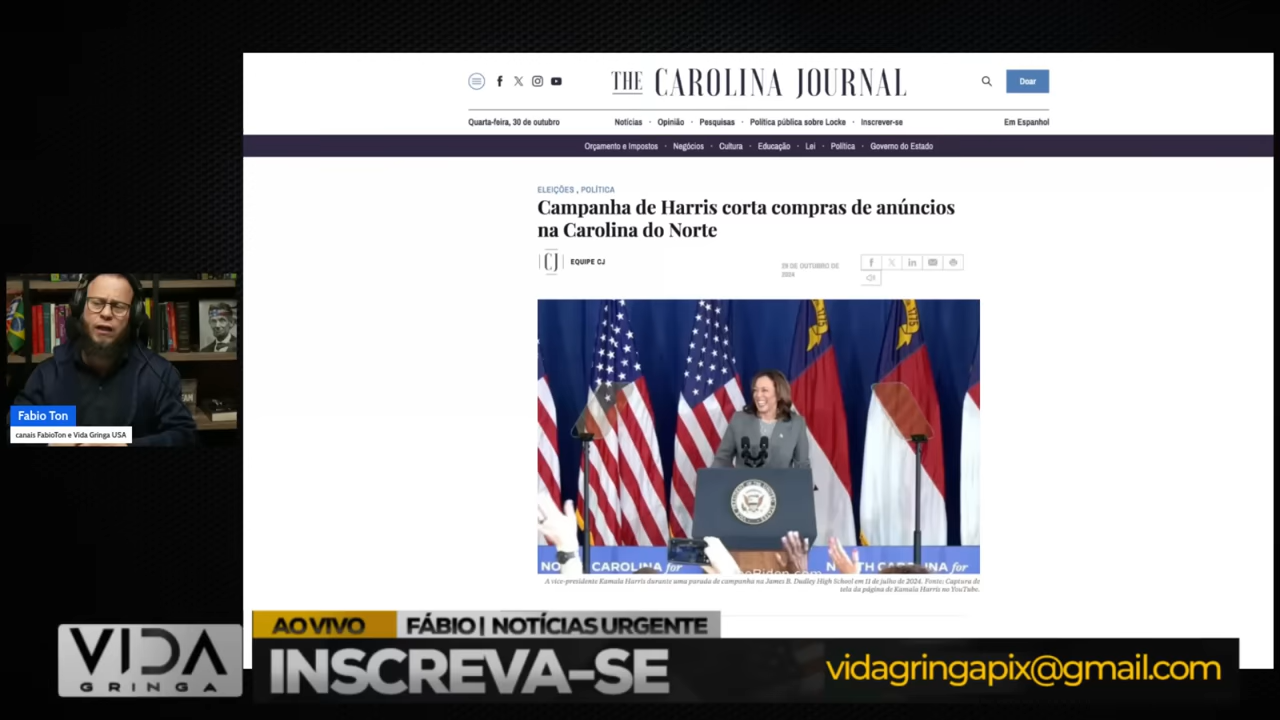 THE CAROLINA JOURNAL
Doar
Quarta-feira, 30 de outubro
Notícias · Opinião · Pesquisas · Política pública sobre Locke · Inscrever-se
Em Espanhol
Orçamento e Impostos · Negócios · Cultura · Educação · Lei · Política · Governo do Estado
ELEIÇÕES , POLÍTICA
Campanha de Harris corta compras de anúncios
na Carolina do Norte
CJ
EQUIPE CJ
29 DE OUTUBRO DE
2024
NORTH CAROLINA for
A vice-presidente Kamala Harris durante uma parada de campanha na James B. Dudley High School em 11 de julho de 2024. Fonte: Captura de
tela da página de Kamala Harris no YouTube.
Fabio Ton
canais FabioTon e Vida Gringa USA
AO VIVO
FÁBIO | NOTÍCIAS URGENTE
VIDA
GRINGA
INSCREVA-SE
vidagringapix@gmail.com